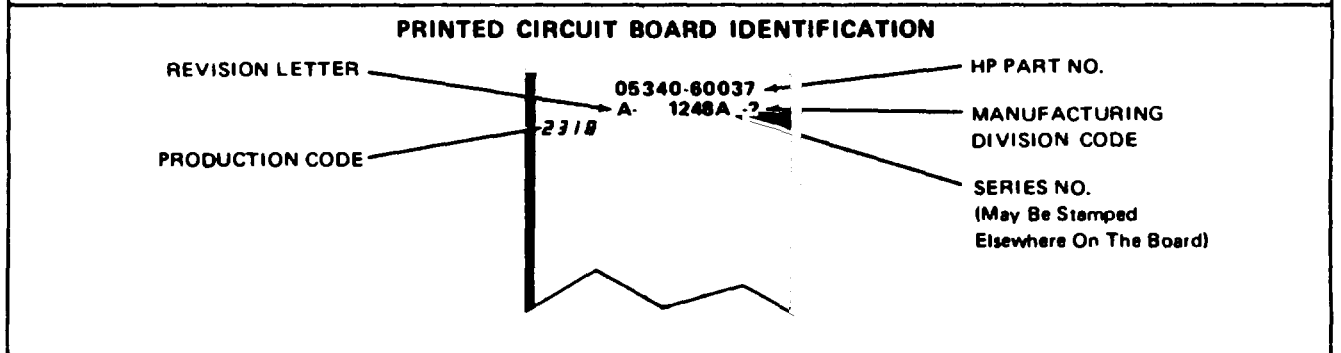 PRINTED CIRCUIT BOARD IDENTIFICATION
REVISION LETTER
HP PART NO.
05340-60037
A- 1248A
MANUFACTURING
DIVISION CODE
PRODUCTION CODE
SERIES NO.
(May Be Stamped
Elsewhere On The Board)